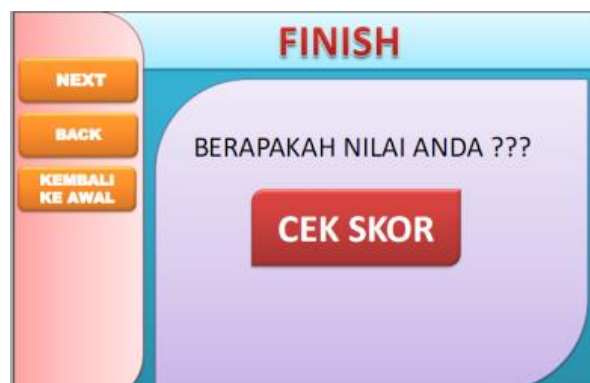 FINISH
NEXT
BACK
KEMBALI
KE AWAL
BERAPAKAH NILAI ANDA ???
CEK SKOR